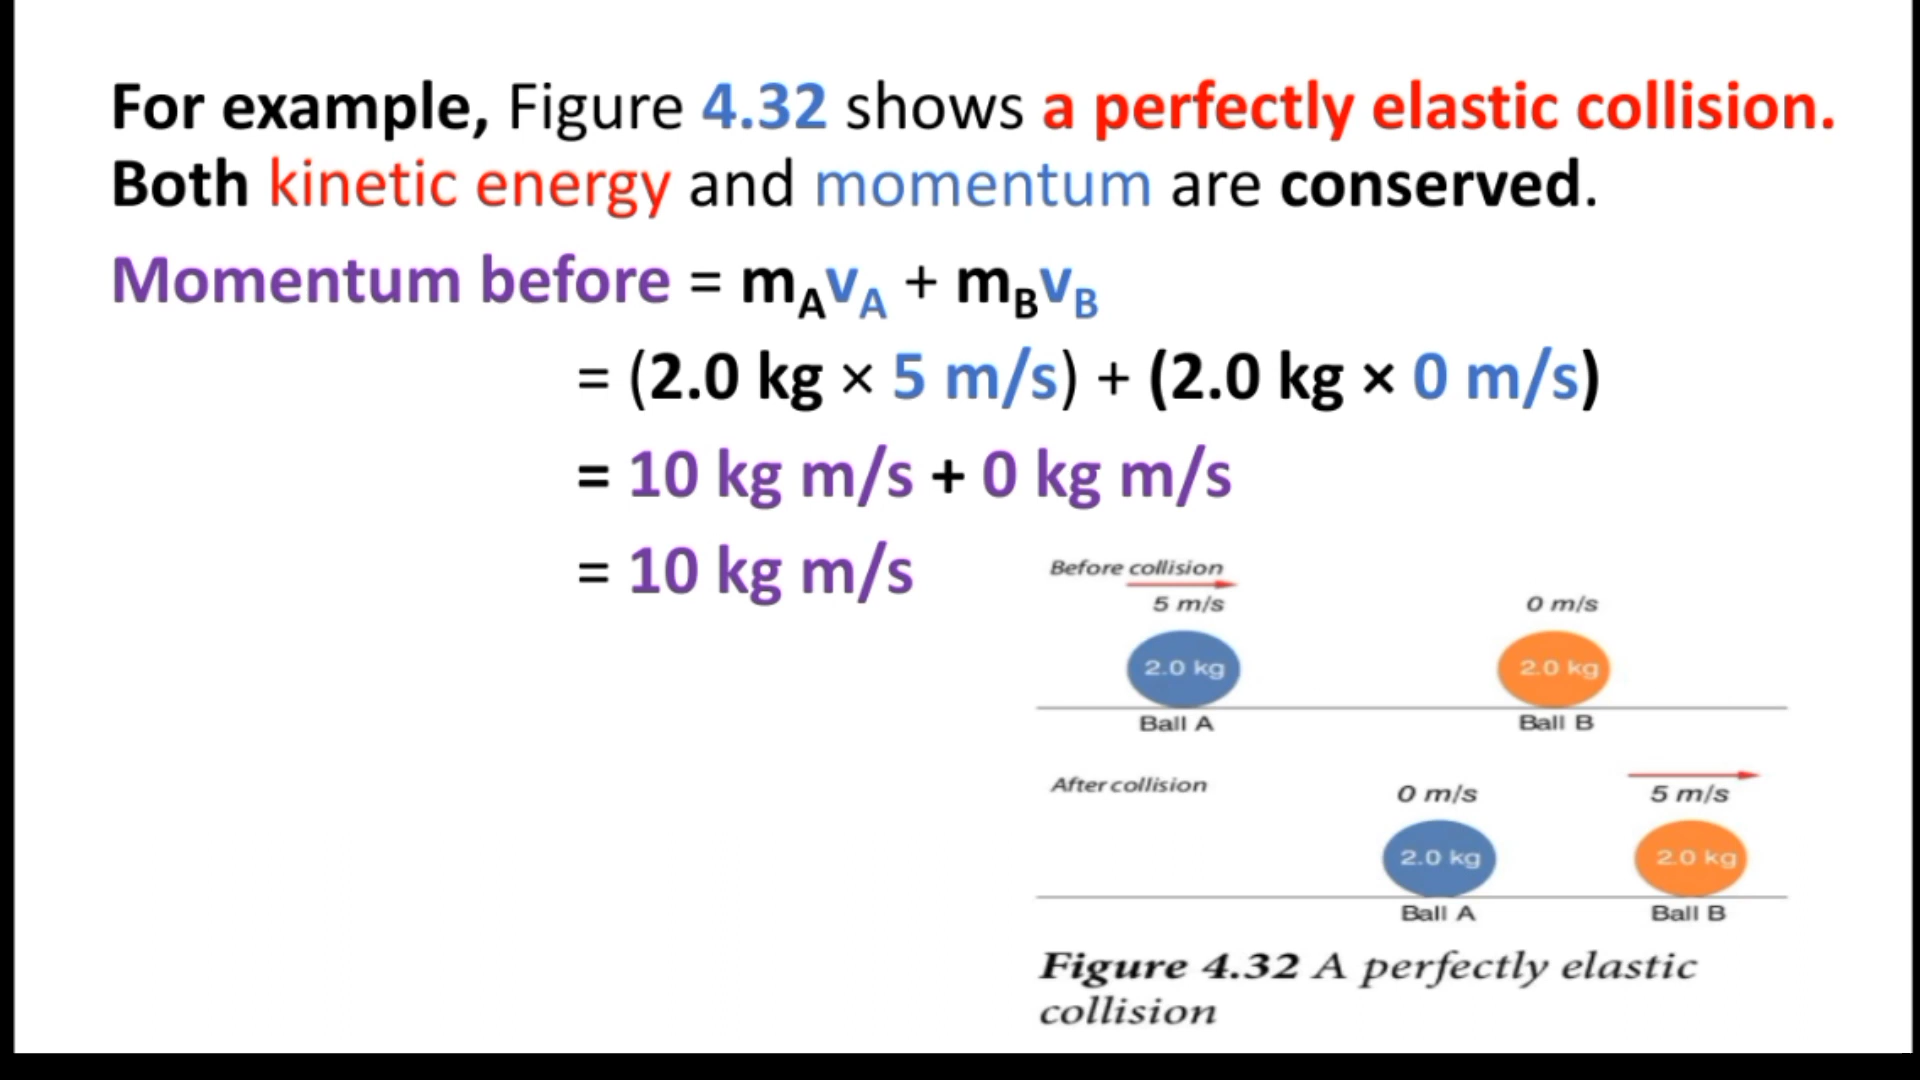 For example, Figure 4.32 shows a perfectly elastic collision.
Both kinetic energy and momentum are conserved.
Momentum before = mAvA + mBvB
= (2.0 kg × 5 m/s) + (2.0 kg × 0 m/s)
= 10 kg m/s + 0 kg m/s
= 10 kg m/s
Before collision
5 m/s 0 m/s
2.0 kg 2.0 kg
Ball A Ball B
After collision
0 m/s 5 m/s
2.0 kg 2.0 kg
Ball A Ball B
Figure 4.32 A perfectly elastic
collision